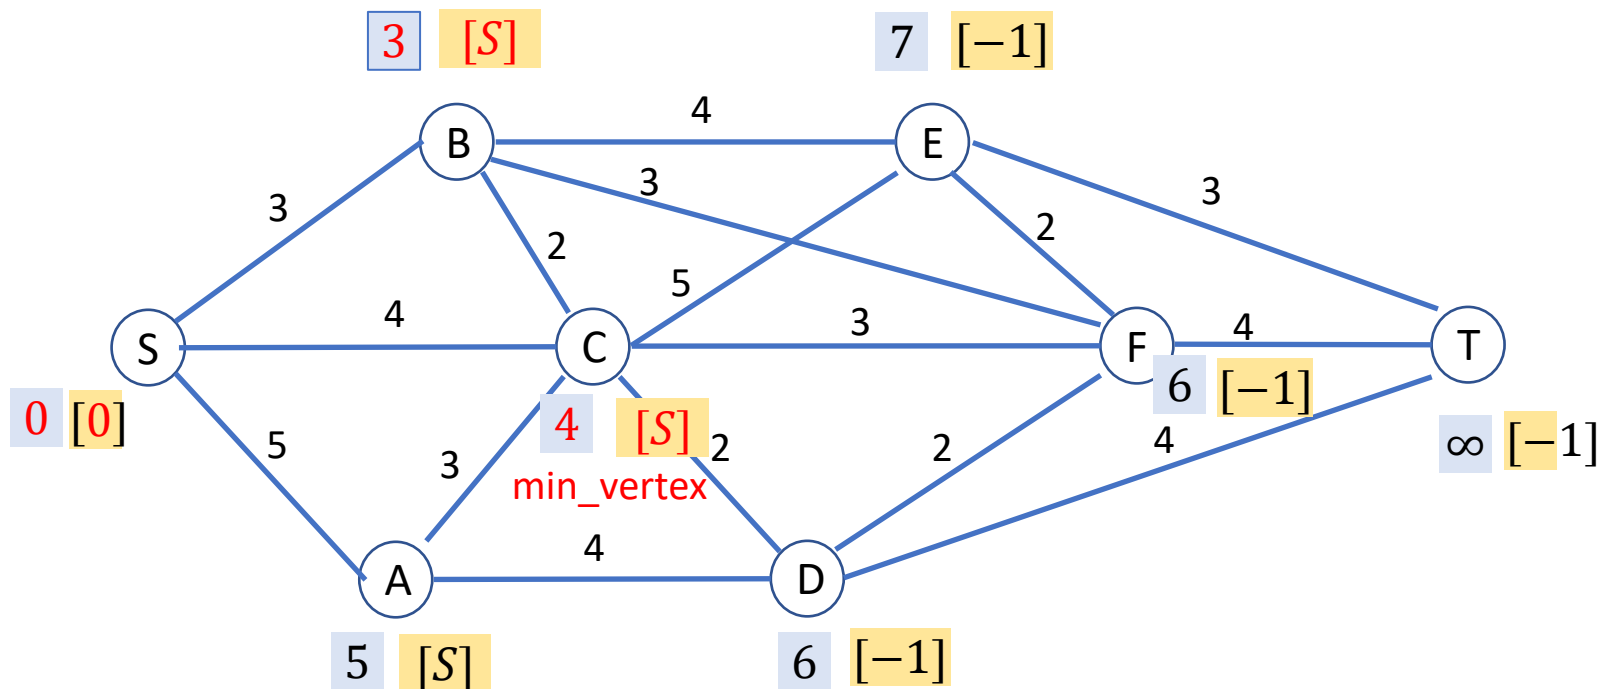 3 [S] 7 [−1]
4
B E
3
3 3
2 2
5
4 3 4
S C F T
6 [−1]
0 [0] 4 [S]
5 2 2 4 ∞ [−1]
3 min_vertex
4
A D
5 [S] 6 [−1]